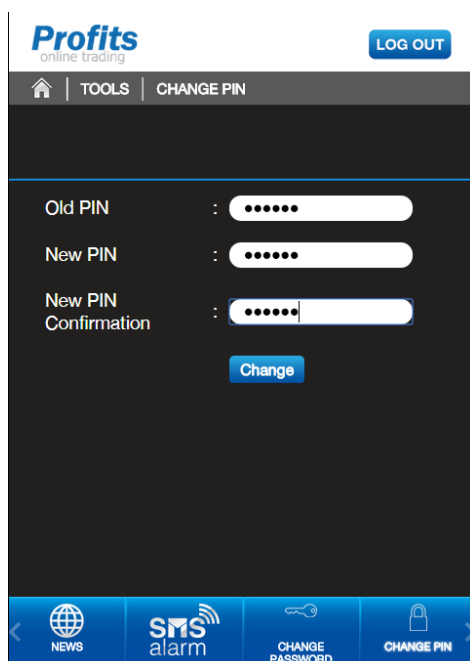 Profits
online trading
LOG OUT
TOOLS | CHANGE PIN
Old PIN : ••••••
New PIN : ••••••
New PIN
Confirmation : ••••••
Change
NEWS
SMS
alarm
CHANGE
PASSWORD
CHANGE PIN